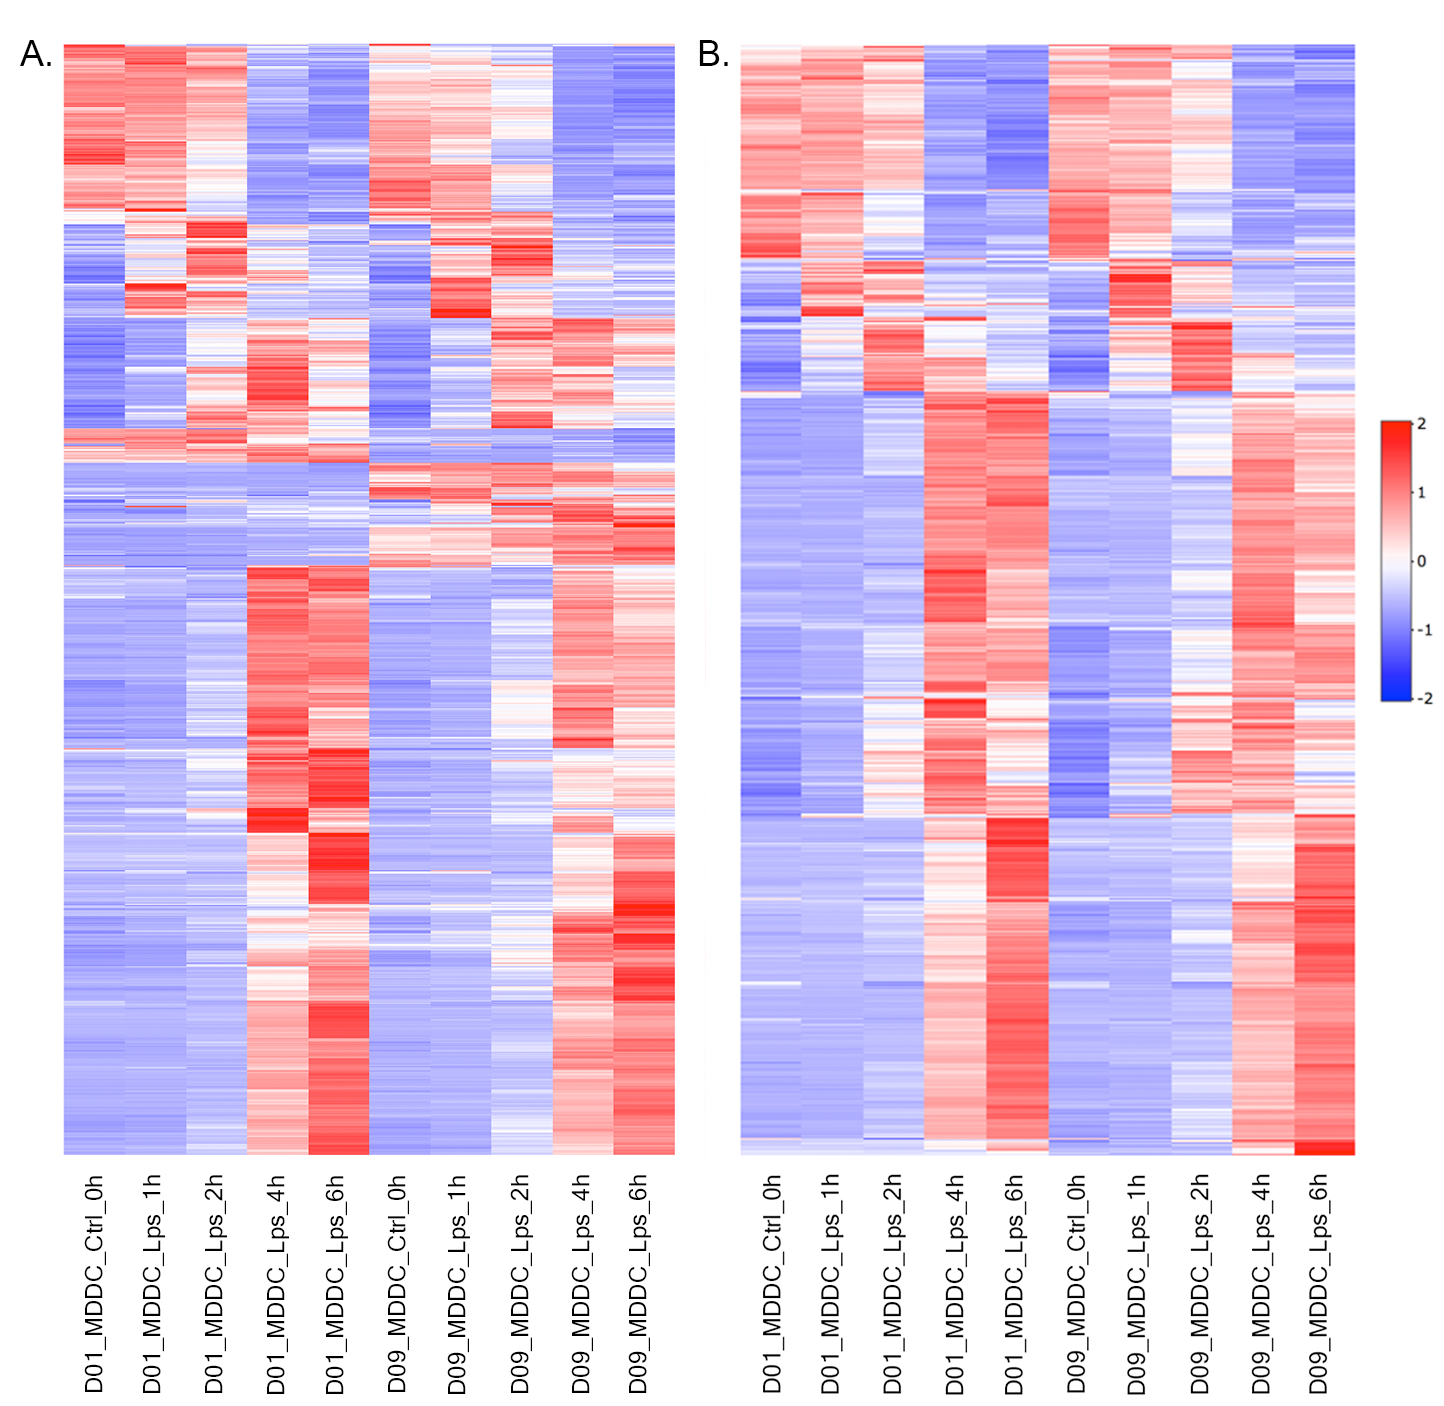 A.
B.
2
1
0
-1
-2
D01_MDDC_Ctrl_0h
D01_MDDC_Lps_1h
D01_MDDC_Lps_2h
D01_MDDC_Lps_4h
D01_MDDC_Lps_6h
D09_MDDC_Ctrl_0h
D09_MDDC_Lps_1h
D09_MDDC_Lps_2h
D09_MDDC_Lps_4h
D09_MDDC_Lps_6h
D01_MDDC_Ctrl_0h
D01_MDDC_Lps_1h
D01_MDDC_Lps_2h
D01_MDDC_Lps_4h
D01_MDDC_Lps_6h
D09_MDDC_Ctrl_0h
D09_MDDC_Lps_1h
D09_MDDC_Lps_2h
D09_MDDC_Lps_4h
D09_MDDC_Lps_6h